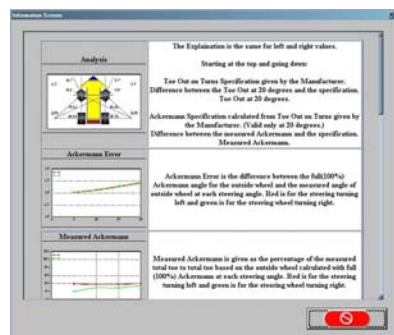 Information Screen
Analysis
The Explaination is the same for left and right values.
Starting at the top and going down:
Toe Out on Turns Specification given by the Manufacturer.
Difference between the Toe Out at 20 degrees and the specification.
Toe Out at 20 degrees.
Ackermann Specification calculated from Toe Out on Turns given by
the Manufacturer. (Valid only at 20 degrees.)
Difference between the measured Ackermann and the specification.
Measured Ackermann.
Ackermann Error
Ackermann Error is the difference between the full(100%)
Ackermann angle for the outside wheel and the measured angle of
outside wheel at each steering angle. Red is for the steering wheel turning
left and green is for the steering wheel turning right.
Measured Ackermann
Measured Ackermann is given as the percentage of the measured
total toe to total toe based on the outside wheel calculated with full
(100%) Ackermann at each steering angle. Red is for the steering
turning left and green is for the steering wheel turning right.